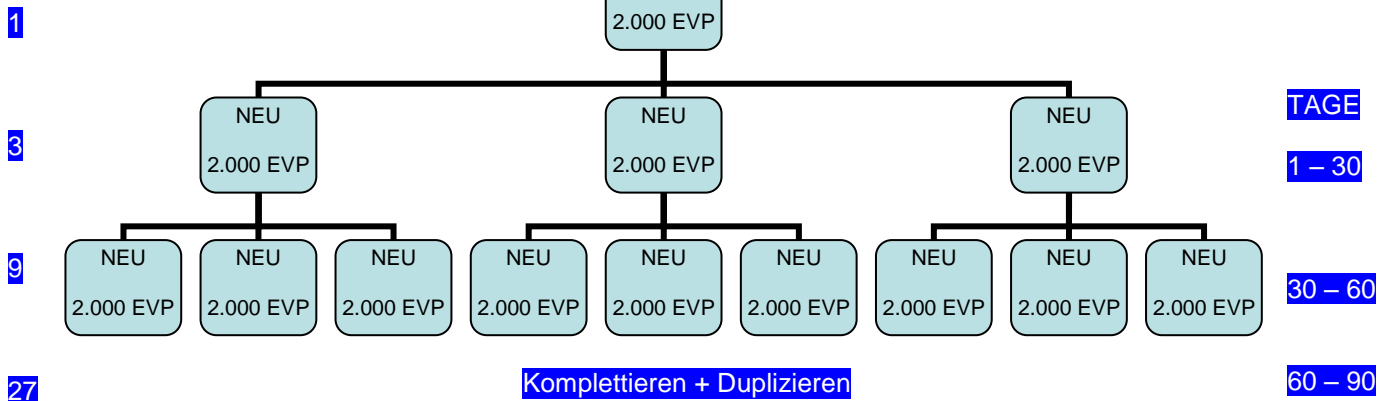 1
2.000 EVP
NEU NEU NEU
TAGE
3
2.000 EVP 2.000 EVP 2.000 EVP
1 – 30
NEU NEU NEU NEU NEU NEU NEU NEU NEU
9
2.000 EVP 2.000 EVP 2.000 EVP 2.000 EVP 2.000 EVP 2.000 EVP 2.000 EVP 2.000 EVP 2.000 EVP
30 – 60
27
Komplettieren + Duplizieren
60 – 90